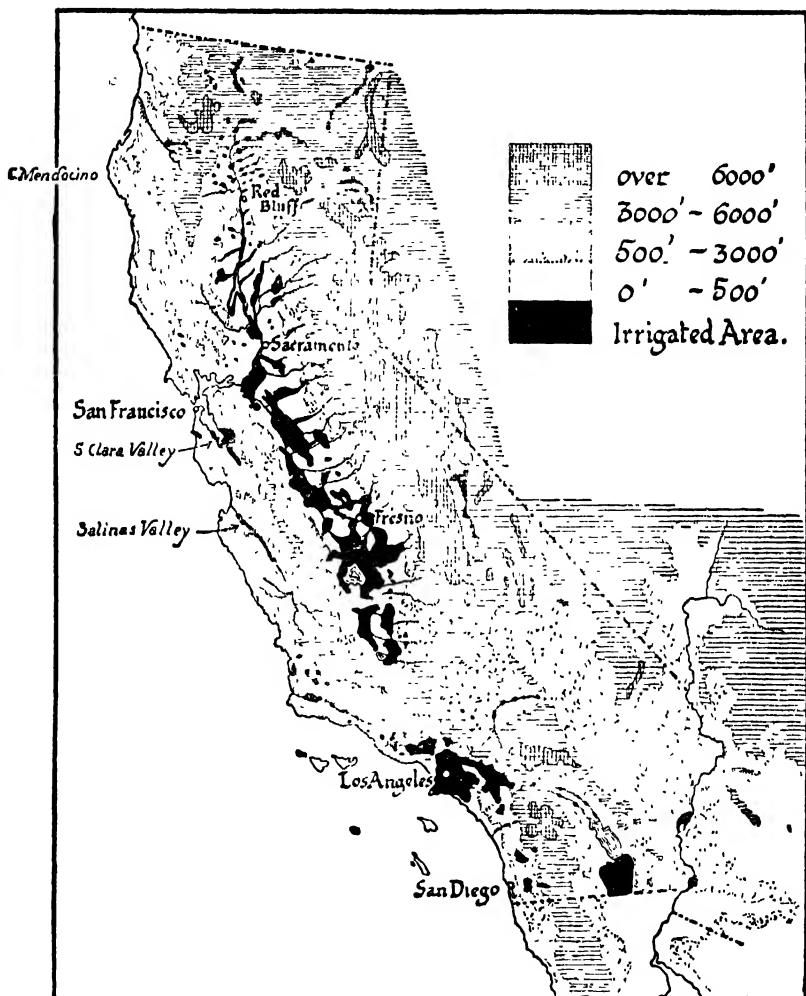 C. Mendocino
Red
Bluff
over 6000'
3000' - 6000'
500' - 3000'
0' - 500'
Irrigated Area.
Sacramento
San Francisco
S Clara Valley
Salinas Valley
Fresno
Los Angeles
San Diego